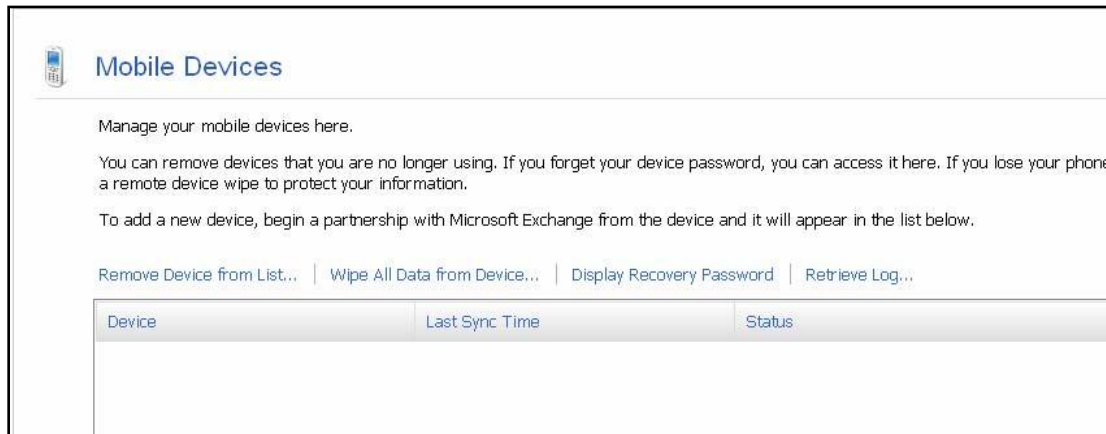 Mobile Devices
Manage your mobile devices here.
You can remove devices that you are no longer using. If you forget your device password, you can access it here. If you lose your phone
a remote device wipe to protect your information.
To add a new device, begin a partnership with Microsoft Exchange from the device and it will appear in the list below.
Remove Device from List... | Wipe All Data from Device... | Display Recovery Password | Retrieve Log...
Device Last Sync Time Status